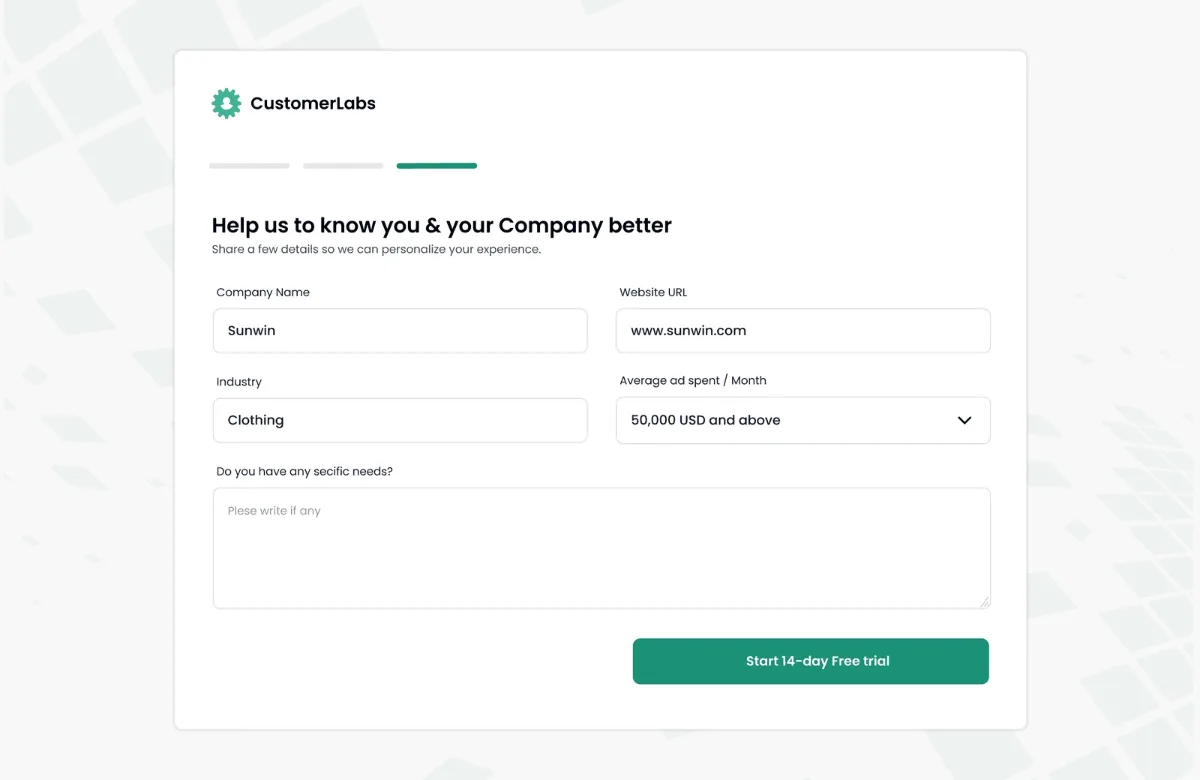 CustomerLabs
Help us to know you & your Company better
Share a few details so we can personalize your experience.
Company Name
Website URL
Sunwin
www.sunwin.com
Industry
Average ad spent / Month
Clothing
50,000 USD and above
Do you have any secific needs?
Plese write if any
Start 14-day Free trial